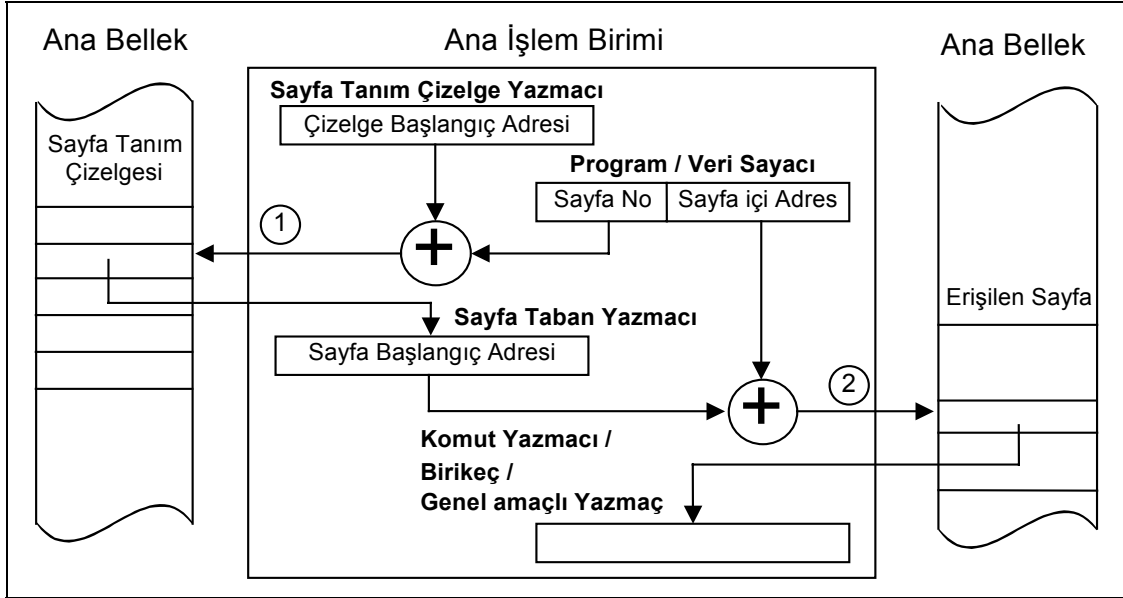 Ana Bellek
Ana İşlem Birimi
Ana Bellek
Sayfa Tanım Çizelge Yazmacı
Çizelge Başlangıç Adresi
Sayfa Tanım
Çizelgesi
Program / Veri Sayacı
Sayfa No
Sayfa içi Adres
1
+
Erişilen Sayfa
Sayfa Taban Yazmacı
Sayfa Başlangıç Adresi
2
+
Komut Yazmacı /
Birikeç /
Genel amaçlı Yazmaç